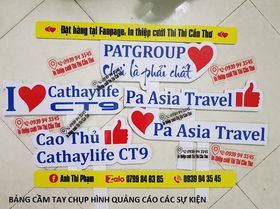 Đặt hàng tại Fanpage: In thiệp cưới Thi Thi Cần Thơ
PATGROUP
Chơi là phải chất
0939 94 3545
In thiệp cưới Thi Thi Cần Thơ
I Cathaylife
CT9
Pa Asia Travel
Cao Thủ
Cathaylife CT9
Pa Asia Travel
Anh Thi Phạm Zalo 0799 84 83 85 0939 94 35 45
BẢNG CẦM TAY CHỤP HÌNH QUẢNG CÁO CÁC SỰ KIỆN